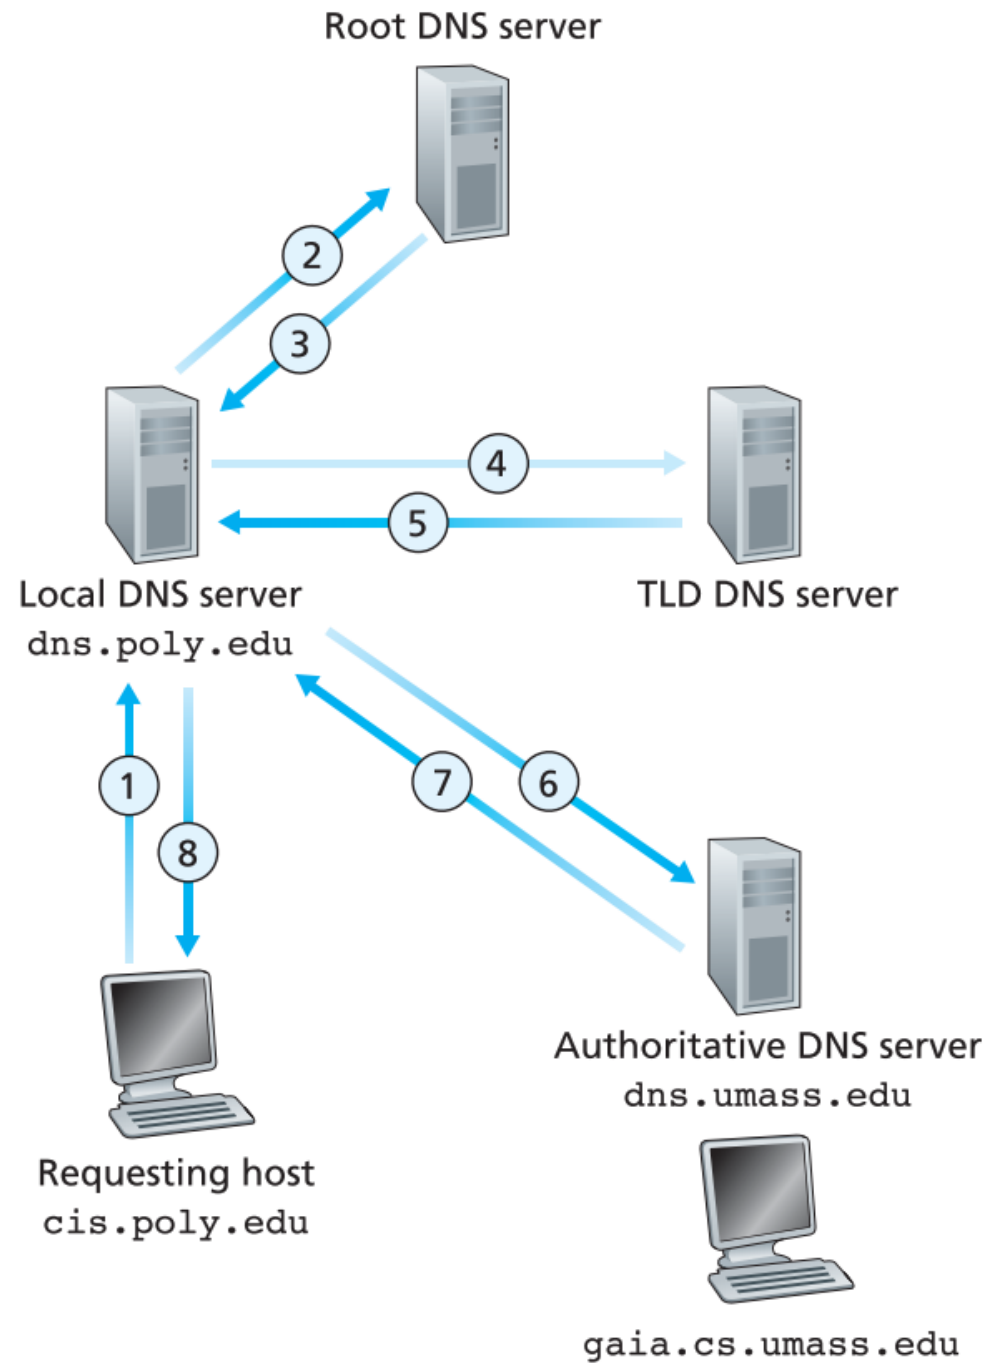 Root DNS server
2
3
4
5
Local DNS server
dns.poly.edu
TLD DNS server
1
8
7
6
Authoritative DNS server
dns.umass.edu
Requesting host
cis.poly.edu
gaia.cs.umass.edu